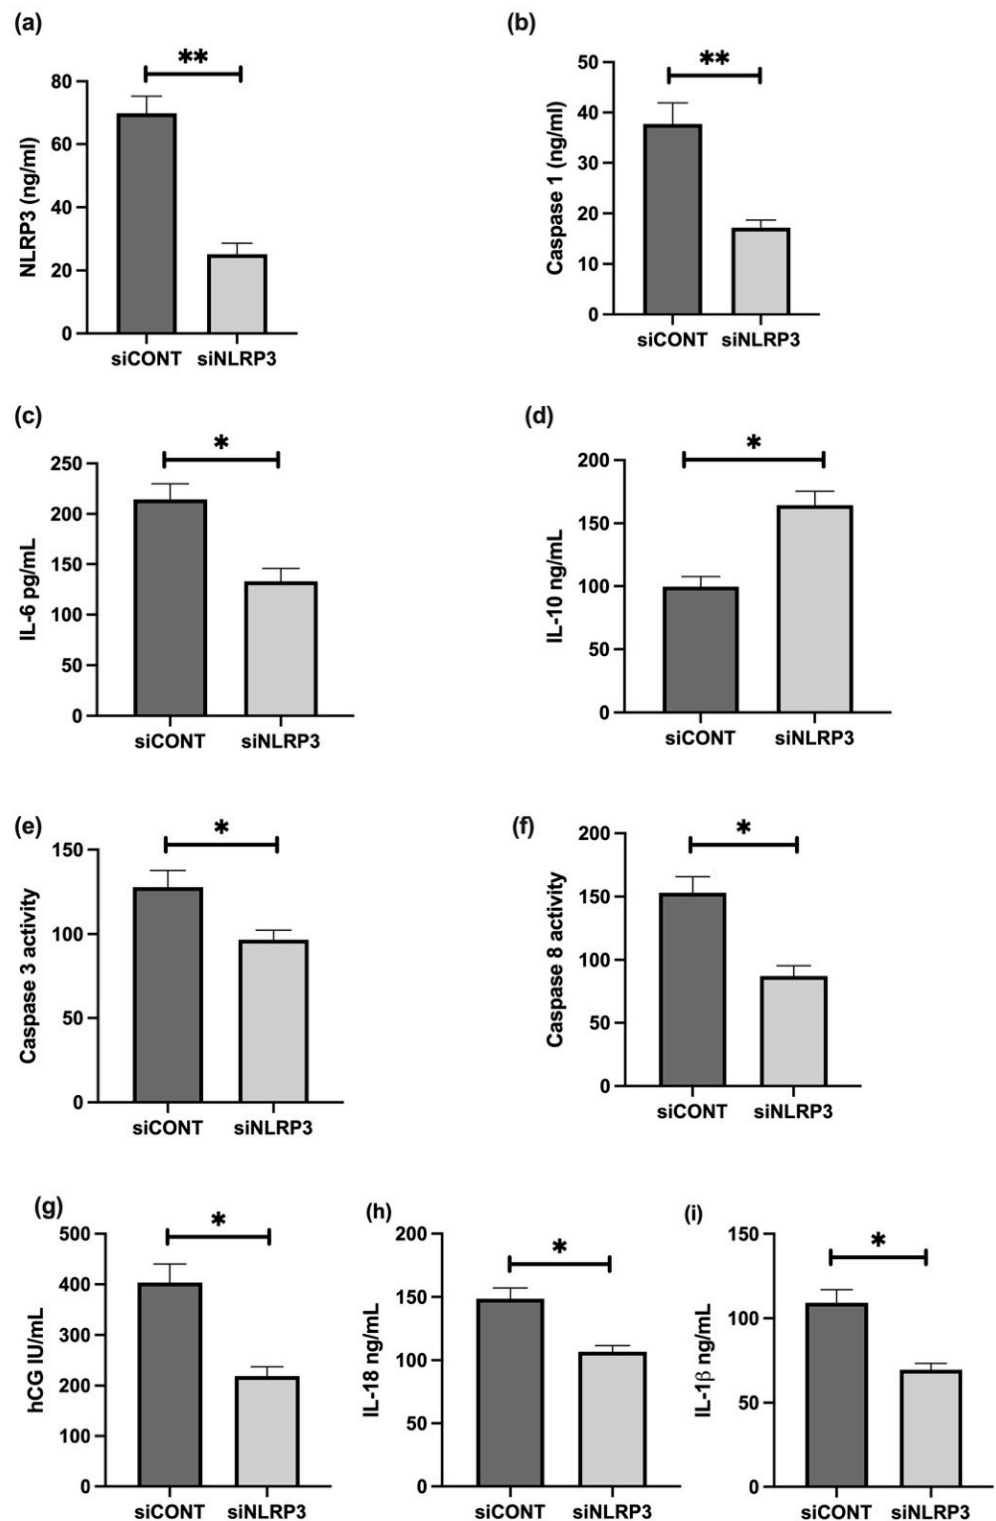 (a)
**
NLRP3 (ng/ml)
80
60
40
20
0
siCONT siNLRP3
(b)
**
Caspase 1 (ng/ml)
50
40
30
20
10
0
siCONT siNLRP3
(c)
*
IL-6 pg/mL
250
200
150
100
50
0
siCONT siNLRP3
(d)
*
IL-10 ng/mL
200
150
100
50
0
siCONT siNLRP3
(e)
*
Caspase 3 activity
150
100
50
0
siCONT siNLRP3
(f)
*
Caspase 8 activity
200
150
100
50
0
siCONT siNLRP3
(g)
*
hCG IU/mL
500
400
300
200
100
0
siCONT siNLRP3
(h)
*
IL-18 ng/mL
200
150
100
50
0
siCONT siNLRP3
(i)
*
IL-1β ng/mL
150
100
50
0
siCONT siNLRP3